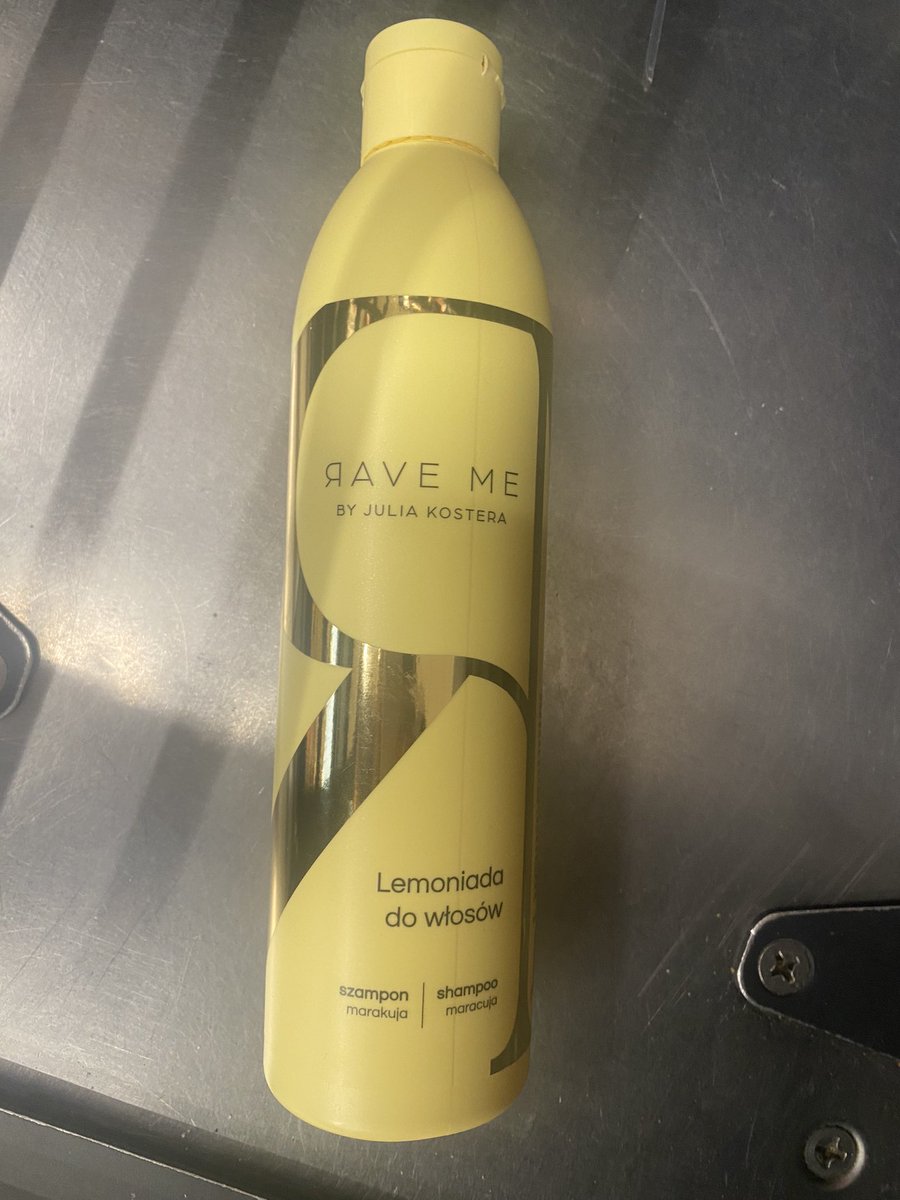 ЯAVE ME
BY JULIA KOSTERA
Lemoniada
do włosów
szampon
marakuja
shampoo
maracuja